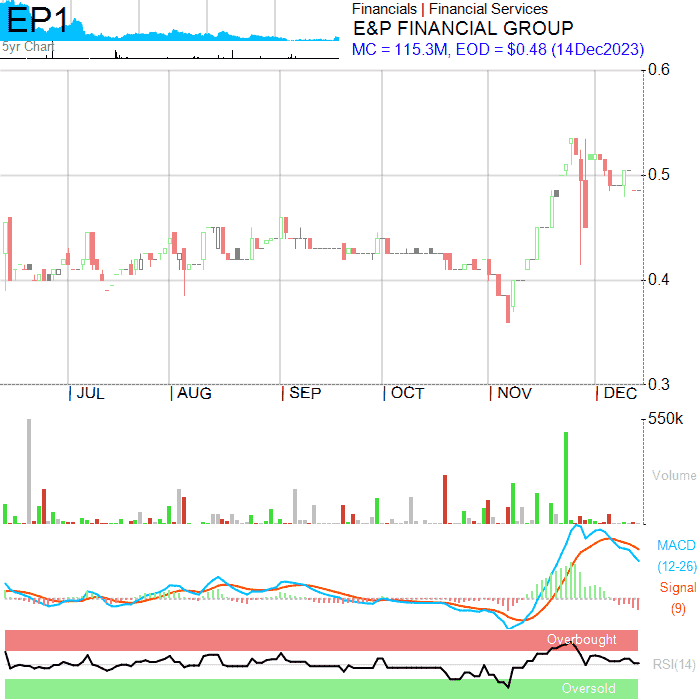 EP1
5yr Chart
Financials | Financial Services
E&P FINANCIAL GROUP
MC = 115.3M, EOD = $0.48 (14Dec2023)
0.6
0.5
0.4
0.3
JUL AUG SEP OCT NOV DEC
550k
Volume
MACD
(12-26)
Signal
(9)
Overbought
RSI(14)
Oversold